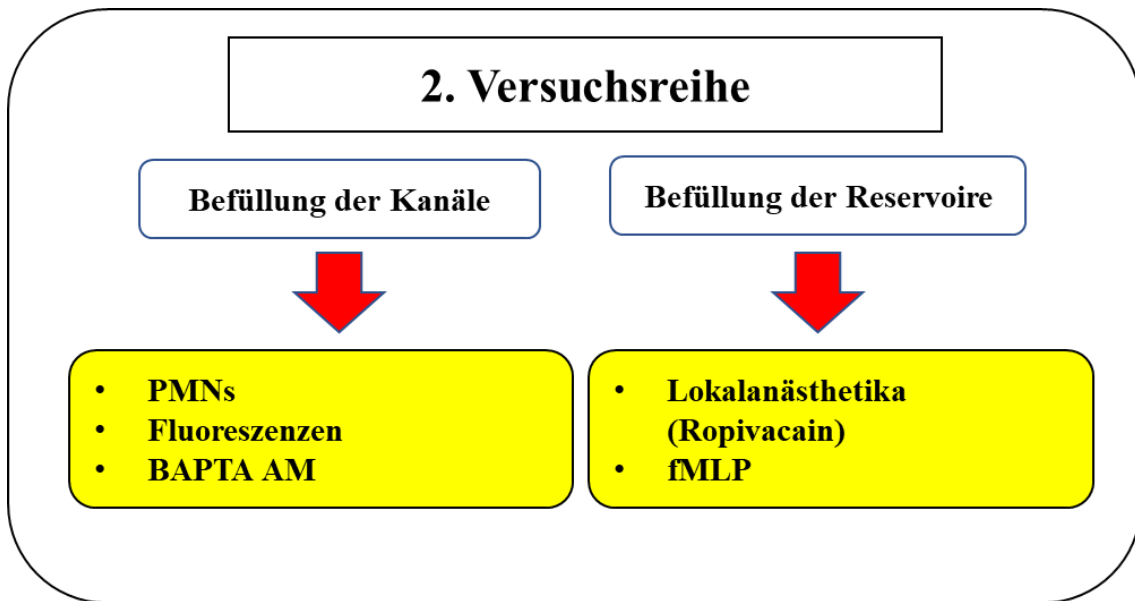 2. Versuchsreihe
Befüllung der Kanäle
Befüllung der Reservoire
• PMNs
• Fluoreszenzen
• BAPTA AM
• Lokalanästhetika
(Ropivacain)
• fMLP